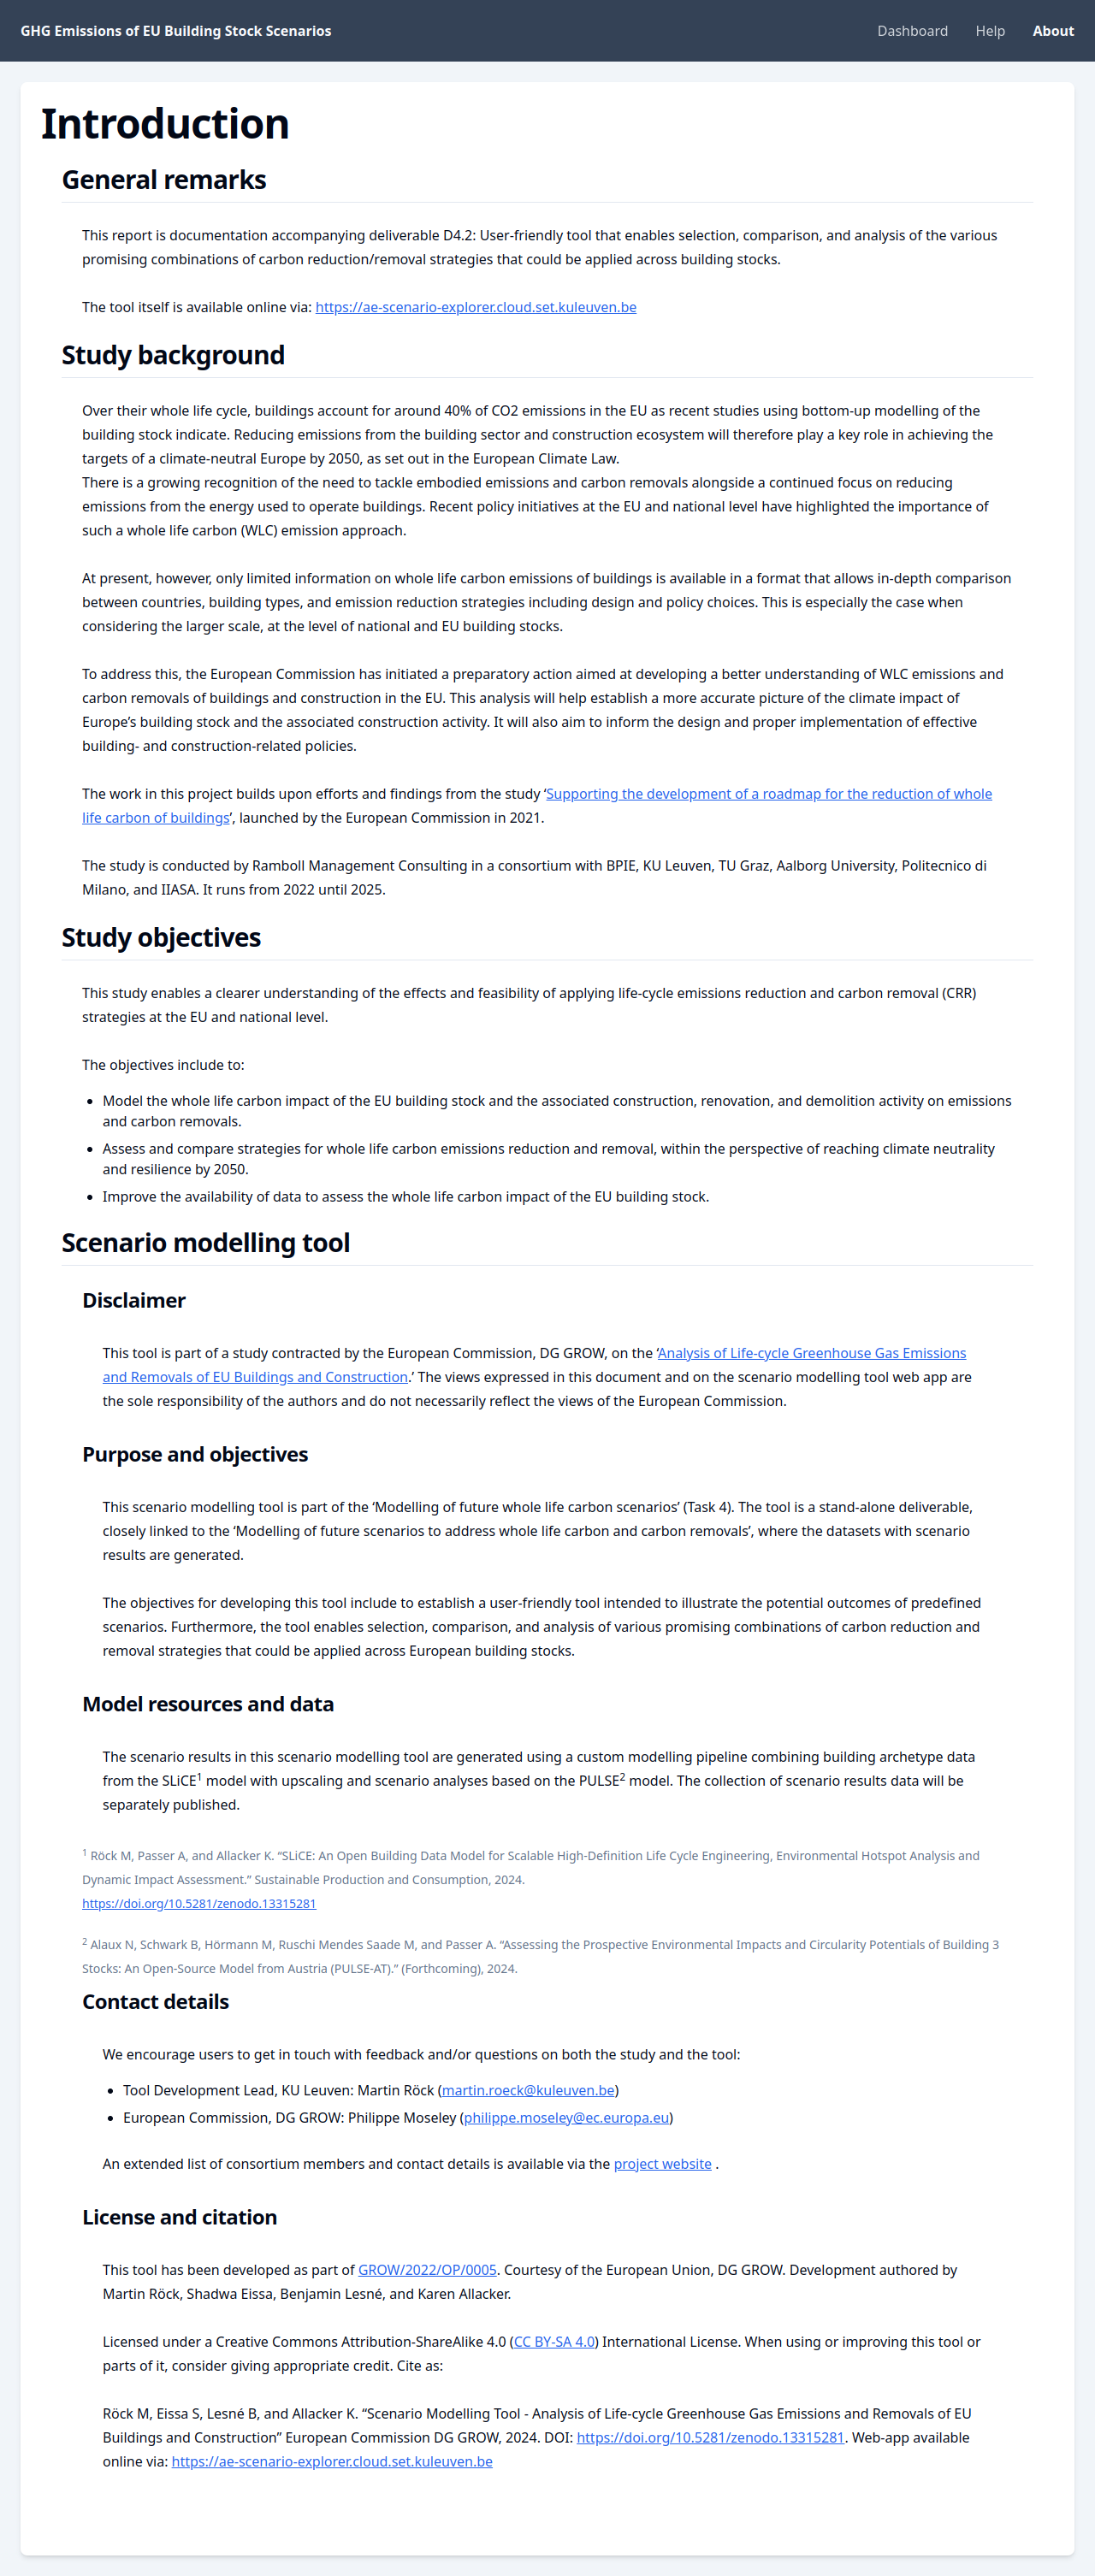 GHG Emissions of EU Building Stock Scenarios
Dashboard Help About
Introduction
General remarks
This report is documentation accompanying deliverable D4.2: User-friendly tool that enables selection, comparison, and analysis of the various
promising combinations of carbon reduction/removal strategies that could be applied across building stocks.
The tool itself is available online via: https://ae-scenario-explorer.cloud.set.kuleuven.be
Study background
Over their whole life cycle, buildings account for around 40% of CO2 emissions in the EU as recent studies using bottom-up modelling of the
building stock indicate. Reducing emissions from the building sector and construction ecosystem will therefore play a key role in achieving the
targets of a climate-neutral Europe by 2050, as set out in the European Climate Law.
There is a growing recognition of the need to tackle embodied emissions and carbon removals alongside a continued focus on reducing
emissions from the energy used to operate buildings. Recent policy initiatives at the EU and national level have highlighted the importance of
such a whole life carbon (WLC) emission approach.
At present, however, only limited information on whole life carbon emissions of buildings is available in a format that allows in-depth comparison
between countries, building types, and emission reduction strategies including design and policy choices. This is especially the case when
considering the larger scale, at the level of national and EU building stocks.
To address this, the European Commission has initiated a preparatory action aimed at developing a better understanding of WLC emissions and
carbon removals of buildings and construction in the EU. This analysis will help establish a more accurate picture of the climate impact of
Europe’s building stock and the associated construction activity. It will also aim to inform the design and proper implementation of effective
building- and construction-related policies.
The work in this project builds upon efforts and findings from the study ‘Supporting the development of a roadmap for the reduction of whole
life carbon of buildings’, launched by the European Commission in 2021.
The study is conducted by Ramboll Management Consulting in a consortium with BPIE, KU Leuven, TU Graz, Aalborg University, Politecnico di
Milano, and IIASA. It runs from 2022 until 2025.
Study objectives
This study enables a clearer understanding of the effects and feasibility of applying life-cycle emissions reduction and carbon removal (CRR)
strategies at the EU and national level.
The objectives include to:
• Model the whole life carbon impact of the EU building stock and the associated construction, renovation, and demolition activity on emissions
and carbon removals.
• Assess and compare strategies for whole life carbon emissions reduction and removal, within the perspective of reaching climate neutrality
and resilience by 2050.
• Improve the availability of data to assess the whole life carbon impact of the EU building stock.
Scenario modelling tool
Disclaimer
This tool is part of a study contracted by the European Commission, DG GROW, on the ‘Analysis of Life-cycle Greenhouse Gas Emissions
and Removals of EU Buildings and Construction.’ The views expressed in this document and on the scenario modelling tool web app are
the sole responsibility of the authors and do not necessarily reflect the views of the European Commission.
Purpose and objectives
This scenario modelling tool is part of the ‘Modelling of future whole life carbon scenarios’ (Task 4). The tool is a stand-alone deliverable,
closely linked to the ‘Modelling of future scenarios to address whole life carbon and carbon removals’, where the datasets with scenario
results are generated.
The objectives for developing this tool include to establish a user-friendly tool intended to illustrate the potential outcomes of predefined
scenarios. Furthermore, the tool enables selection, comparison, and analysis of various promising combinations of carbon reduction and
removal strategies that could be applied across European building stocks.
Model resources and data
The scenario results in this scenario modelling tool are generated using a custom modelling pipeline combining building archetype data
from the SLiCE¹ model with upscaling and scenario analyses based on the PULSE² model. The collection of scenario results data will be
separately published.
¹ Röck M, Passer A, and Allacker K. “SLiCE: An Open Building Data Model for Scalable High-Definition Life Cycle Engineering, Environmental Hotspot Analysis and
Dynamic Impact Assessment.” Sustainable Production and Consumption, 2024.
https://doi.org/10.5281/zenodo.13315281
² Alaux N, Schwark B, Hörmann M, Ruschi Mendes Saade M, and Passer A. “Assessing the Prospective Environmental Impacts and Circularity Potentials of Building 3
Stocks: An Open-Source Model from Austria (PULSE-AT).” (Forthcoming), 2024.
Contact details
We encourage users to get in touch with feedback and/or questions on both the study and the tool:
• Tool Development Lead, KU Leuven: Martin Röck (martin.roeck@kuleuven.be)
• European Commission, DG GROW: Philippe Moseley (philippe.moseley@ec.europa.eu)
An extended list of consortium members and contact details is available via the project website .
License and citation
This tool has been developed as part of GROW/2022/OP/0005. Courtesy of the European Union, DG GROW. Development authored by
Martin Röck, Shadwa Eissa, Benjamin Lesné, and Karen Allacker.
Licensed under a Creative Commons Attribution-ShareAlike 4.0 (CC BY-SA 4.0) International License. When using or improving this tool or
parts of it, consider giving appropriate credit. Cite as:
Röck M, Eissa S, Lesné B, and Allacker K. “Scenario Modelling Tool - Analysis of Life-cycle Greenhouse Gas Emissions and Removals of EU
Buildings and Construction” European Commission DG GROW, 2024. DOI: https://doi.org/10.5281/zenodo.13315281. Web-app available
online via: https://ae-scenario-explorer.cloud.set.kuleuven.be